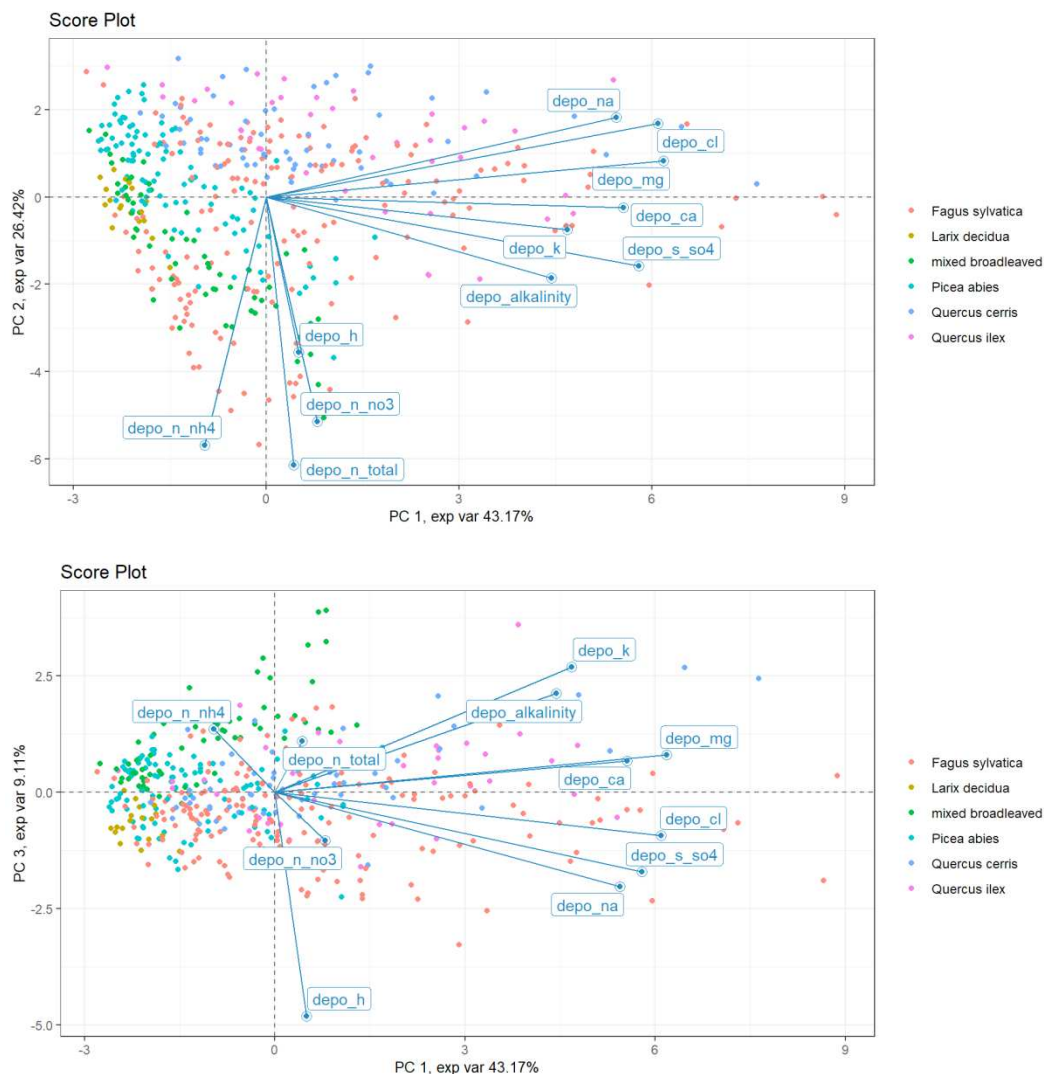 Score Plot
depo_na
depo_cl
depo_mg
depo_ca
depo_k
depo_s_so4
depo_alkalinity
depo_h
depo_n_no3
depo_n_nh4
depo_n_total
2
0
-2
-4
-6
-3
0
3
6
9
PC 1, exp var 43.17%
PC 2, exp var 26.42%
Fagus sylvatica
Larix decidua
mixed broadleaved
Picea abies
Quercus cerris
Quercus ilex
Score Plot
depo_k
depo_n_nh4
depo_alkalinity
depo_mg
depo_n_total
depo_ca
depo_cl
depo_n_no3
depo_s_so4
depo_na
depo_h
2.5
0.0
-2.5
-5.0
-3
0
3
6
9
PC 1, exp var 43.17%
PC 3, exp var 9.11%
Fagus sylvatica
Larix decidua
mixed broadleaved
Picea abies
Quercus cerris
Quercus ilex